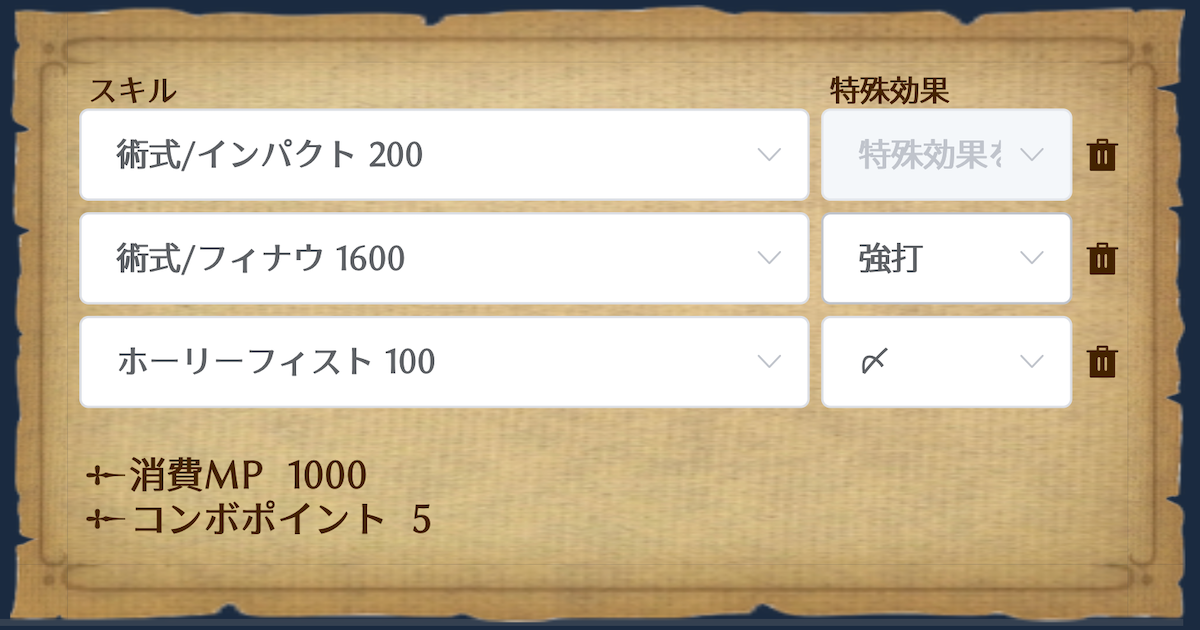 スキル 特殊効果
術式/インパクト 200 特殊効果を
術式/フィナウ 1600 強打
ホーリーフィスト 100 〆
消費MP 1000
コンボポイント 5